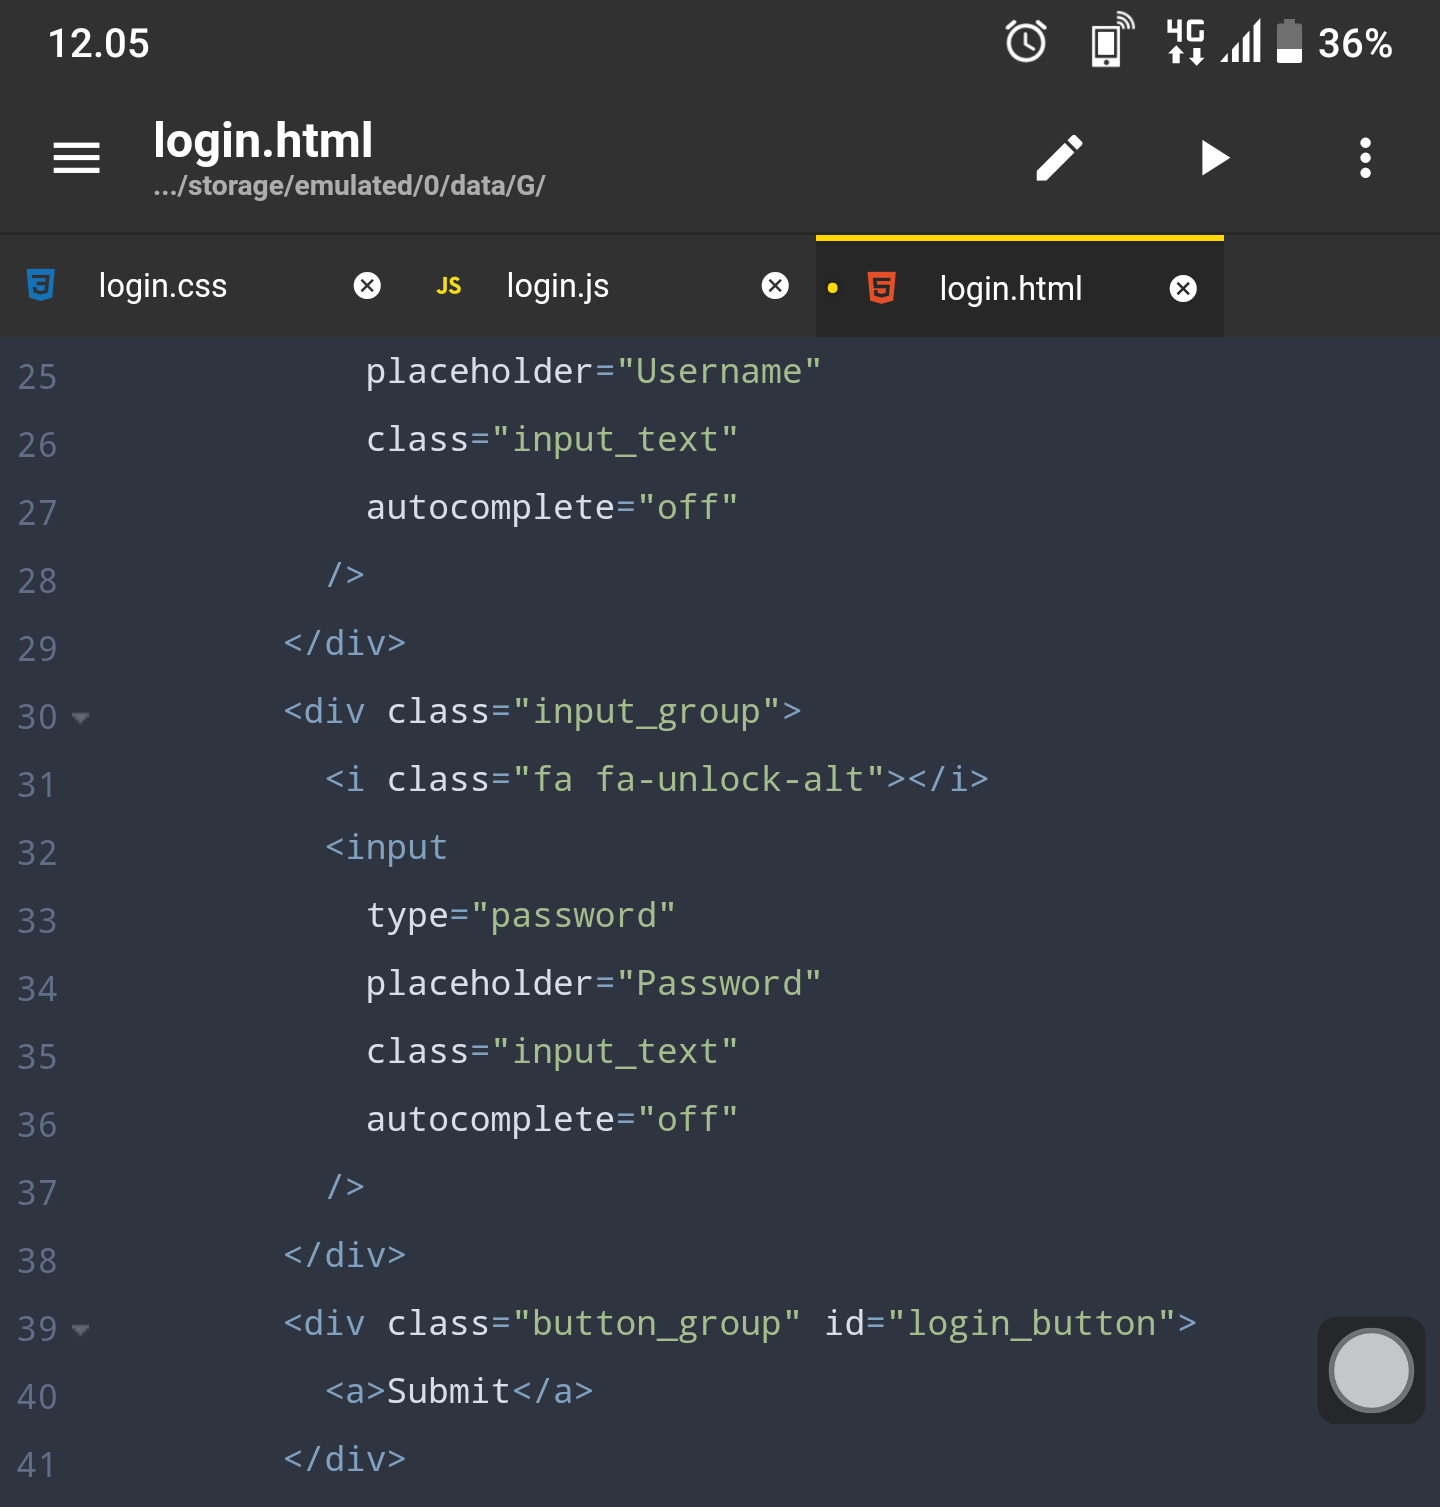 12.05 4G 36%
login.html
.../storage/emulated/0/data/G/
login.css JS login.js login.html
25 placeholder="Username"
26 class="input_text"
27 autocomplete="off"
28 />
29 </div>
30 <div class="input_group">
31 <i class="fa fa-unlock-alt"></i>
32 <input
33 type="password"
34 placeholder="Password"
35 class="input_text"
36 autocomplete="off"
37 />
38 </div>
39 <div class="button_group" id="login_button">
40 <a>Submit</a>
41 </div>